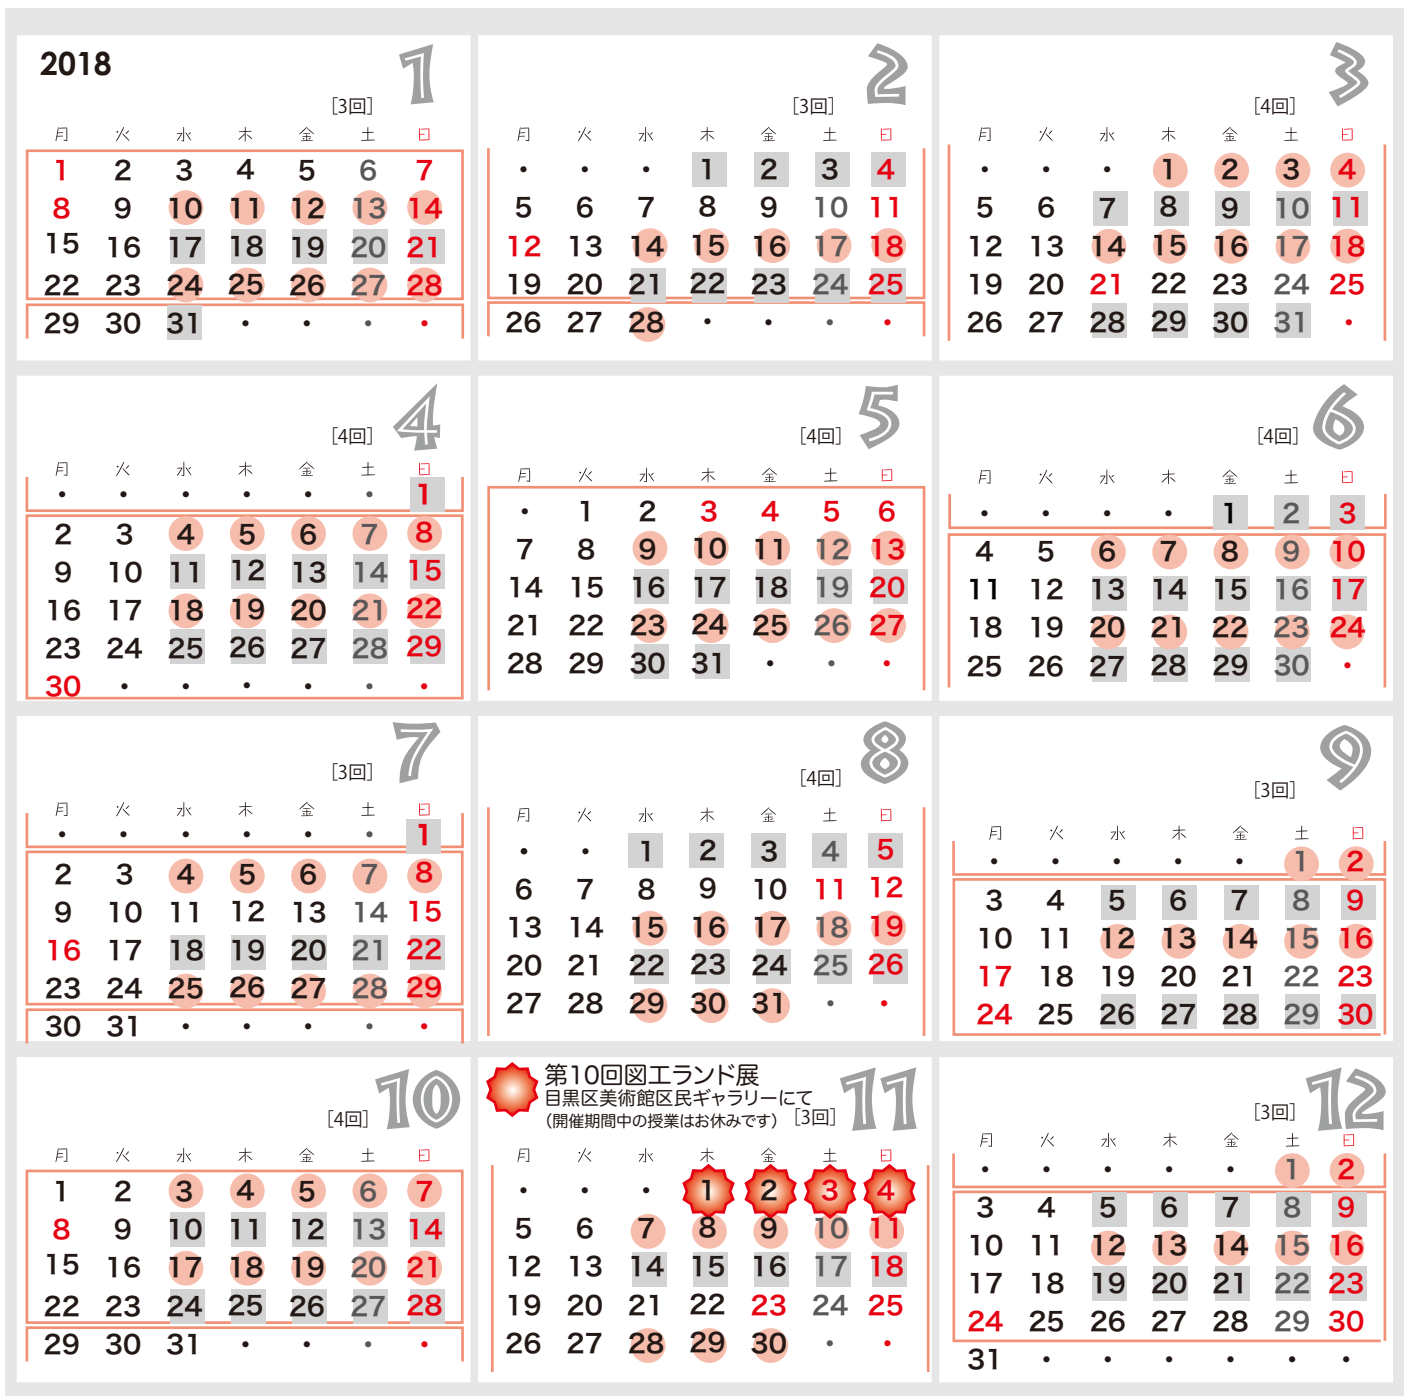 2018
1
[3回]
月 火 水 木 金 土 日
1 2 3 4 5 6 7
8 9 10 11 12 13 14
15 16 17 18 19 20 21
22 23 24 25 26 27 28
29 30 31 • • • •
2
[3回]
月 火 水 木 金 土 日
• • • 1 2 3 4
5 6 7 8 9 10 11
12 13 14 15 16 17 18
19 20 21 22 23 24 25
26 27 28 • • • •
3
[4回]
月 火 水 木 金 土 日
• • • 1 2 3 4
5 6 7 8 9 10 11
12 13 14 15 16 17 18
19 20 21 22 23 24 25
26 27 28 29 30 31 •
4
[4回]
月 火 水 木 金 土 日
• • • • • • 1
2 3 4 5 6 7 8
9 10 11 12 13 14 15
16 17 18 19 20 21 22
23 24 25 26 27 28 29
30 • • • • • •
5
[4回]
月 火 水 木 金 土 日
• 1 2 3 4 5 6
7 8 9 10 11 12 13
14 15 16 17 18 19 20
21 22 23 24 25 26 27
28 29 30 31 • • •
6
[4回]
月 火 水 木 金 土 日
• • • • 1 2 3
4 5 6 7 8 9 10
11 12 13 14 15 16 17
18 19 20 21 22 23 24
25 26 27 28 29 30 •
7
[3回]
月 火 水 木 金 土 日
• • • • • • 1
2 3 4 5 6 7 8
9 10 11 12 13 14 15
16 17 18 19 20 21 22
23 24 25 26 27 28 29
30 31 • • • • •
8
[4回]
月 火 水 木 金 土 日
• • 1 2 3 4 5
6 7 8 9 10 11 12
13 14 15 16 17 18 19
20 21 22 23 24 25 26
27 28 29 30 31 • •
9
[3回]
月 火 水 木 金 土 日
• • • • • 1 2
3 4 5 6 7 8 9
10 11 12 13 14 15 16
17 18 19 20 21 22 23
24 25 26 27 28 29 30
10
[4回]
月 火 水 木 金 土 日
1 2 3 4 5 6 7
8 9 10 11 12 13 14
15 16 17 18 19 20 21
22 23 24 25 26 27 28
29 30 31 • • • •
第10回図工ランド展
目黒区美術館区民ギャラリーにて
(開催期間中の授業はお休みです) [3回]
11
月 火 水 木 金 土 日
• • • 1 2 3 4
5 6 7 8 9 10 11
12 13 14 15 16 17 18
19 20 21 22 23 24 25
26 27 28 29 30 • •
12
[3回]
月 火 水 木 金 土 日
• • • • • 1 2
3 4 5 6 7 8 9
10 11 12 13 14 15 16
17 18 19 20 21 22 23
24 25 26 27 28 29 30
31 • • • • • •